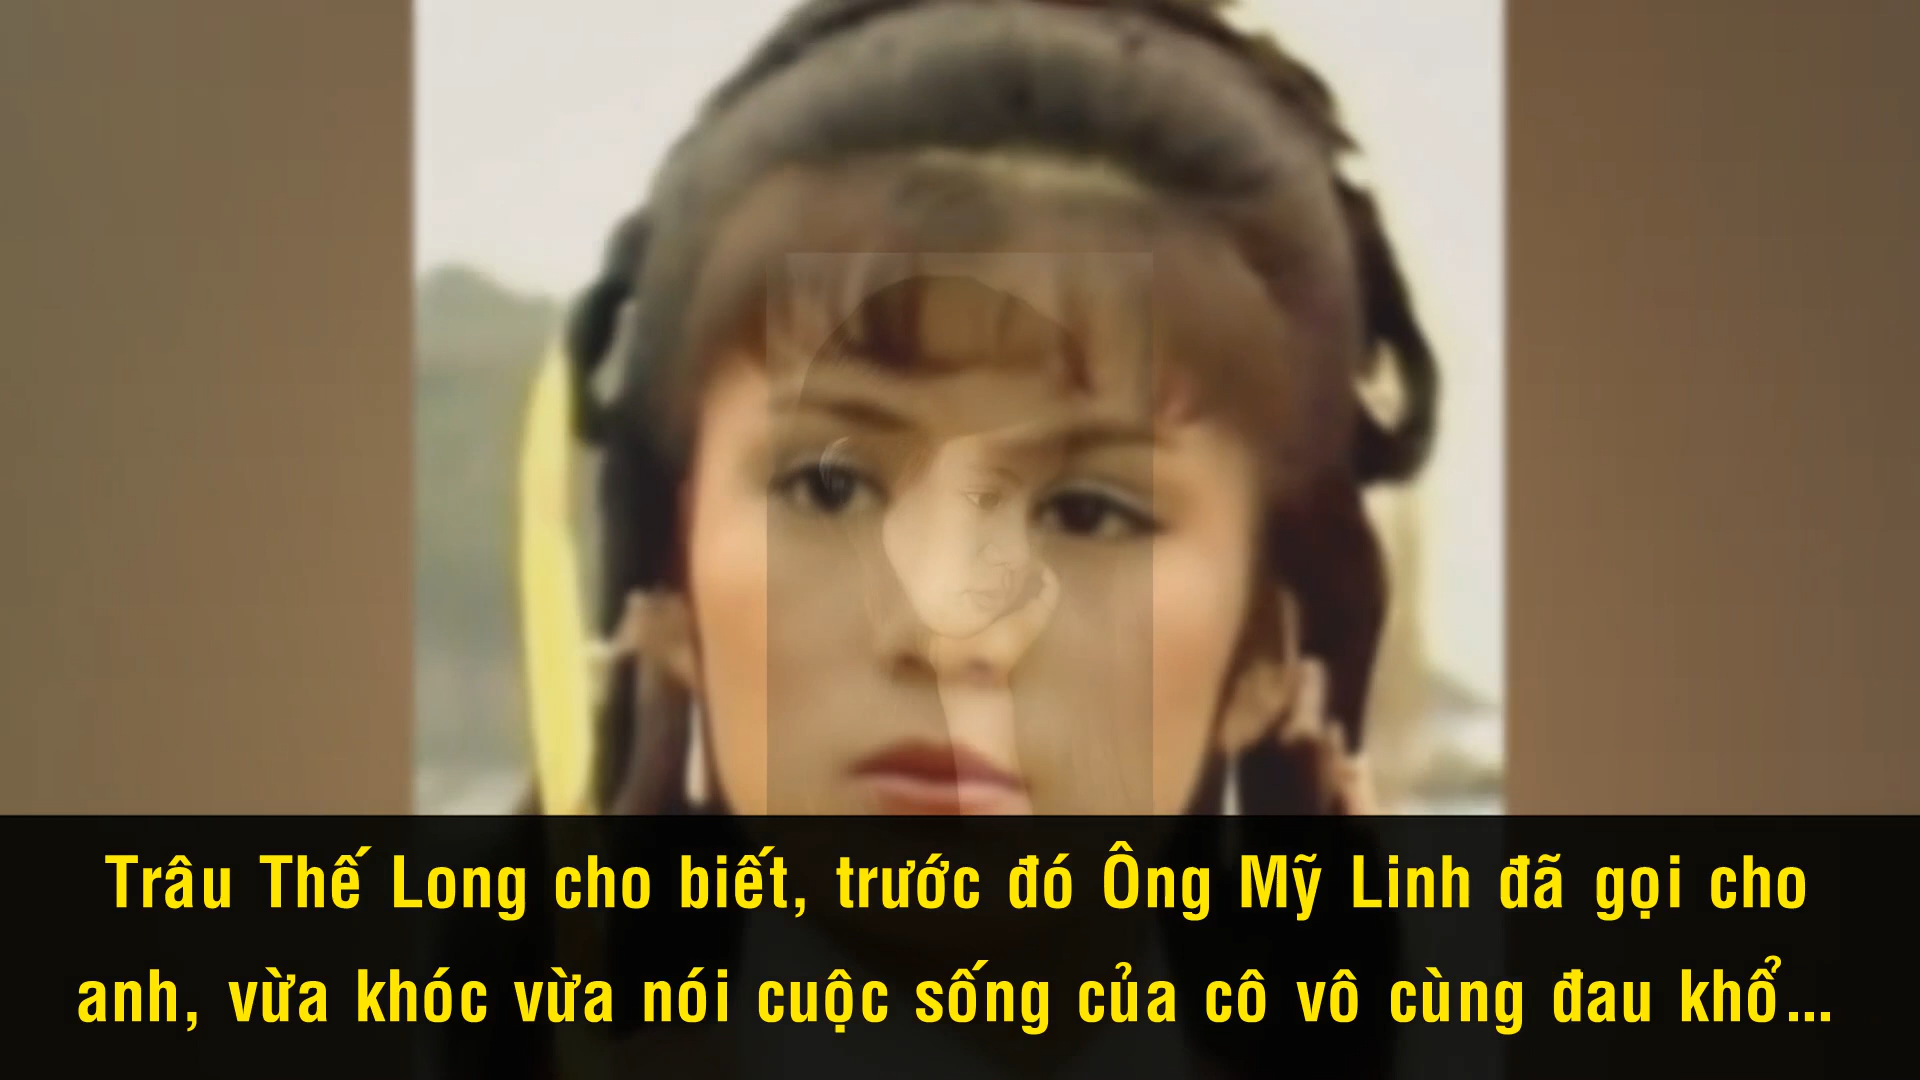 Trâu Thế Long cho biết, trước đó Ông Mỹ Linh đã gọi cho
anh, vừa khóc vừa nói cuộc sống của cô vô cùng đau khổ...